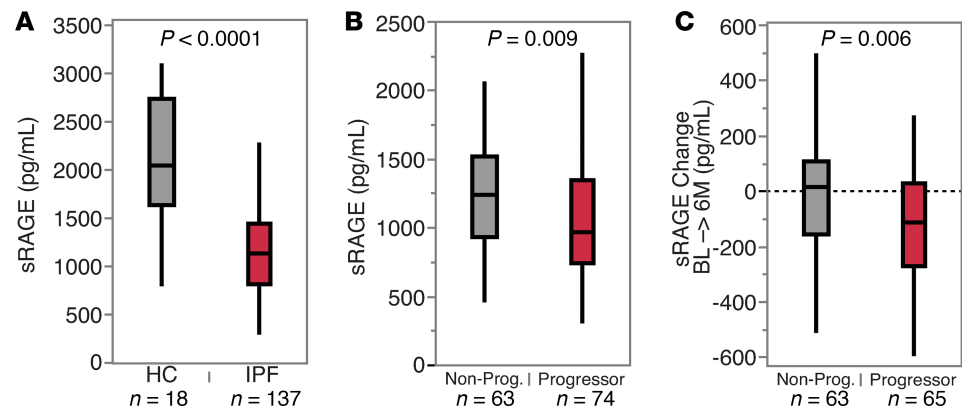 A
P < 0.0001
sRAGE (pg/mL)
3500
3000
2500
2000
1500
1000
500
0
HC | IPF
n = 18 n = 137
B
P = 0.009
sRAGE (pg/mL)
2500
2000
1500
1000
500
0
Non-Prog. | Progressor
n = 63 n = 74
C
P = 0.006
sRAGE Change
BL –> 6M (pg/mL)
600
400
200
0
-200
-400
-600
Non-Prog. | Progressor
n = 63 n = 65